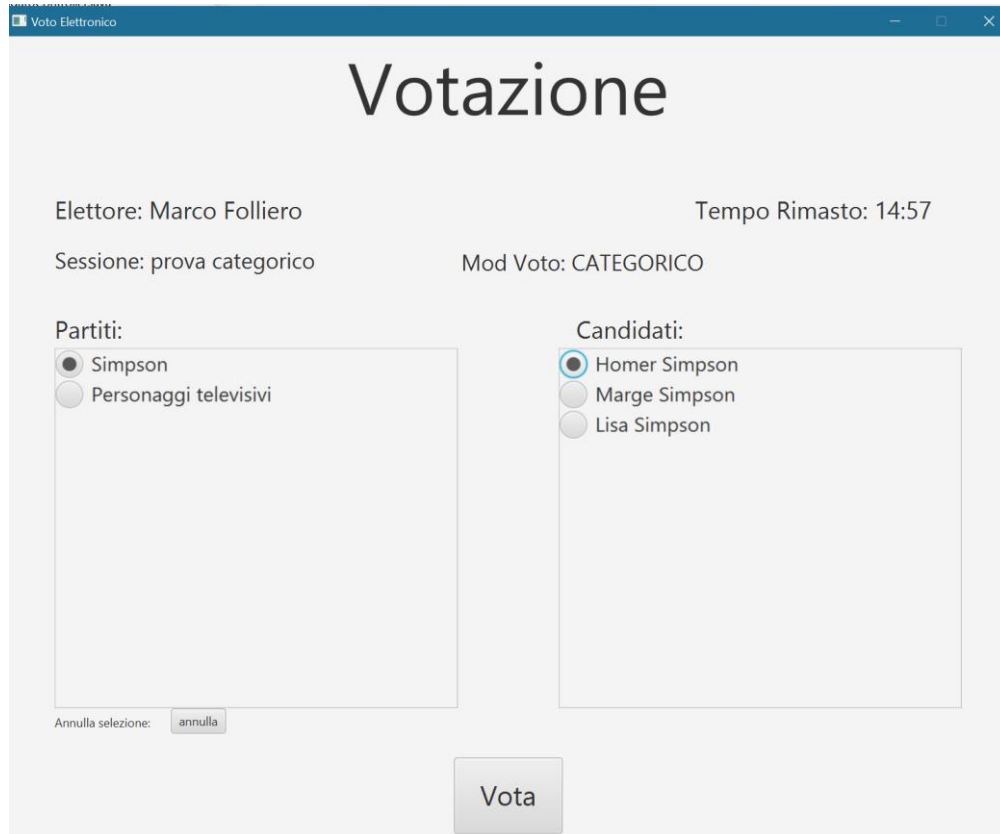 Voto Elettronico
Votazione
Elettore: Marco Folliero
Tempo Rimasto: 14:57
Sessione: prova categorico
Mod Voto: CATEGORICO
Partiti:
Simpson
Personaggi televisivi
Candidati:
Homer Simpson
Marge Simpson
Lisa Simpson
Annulla selezione:
annulla
Vota